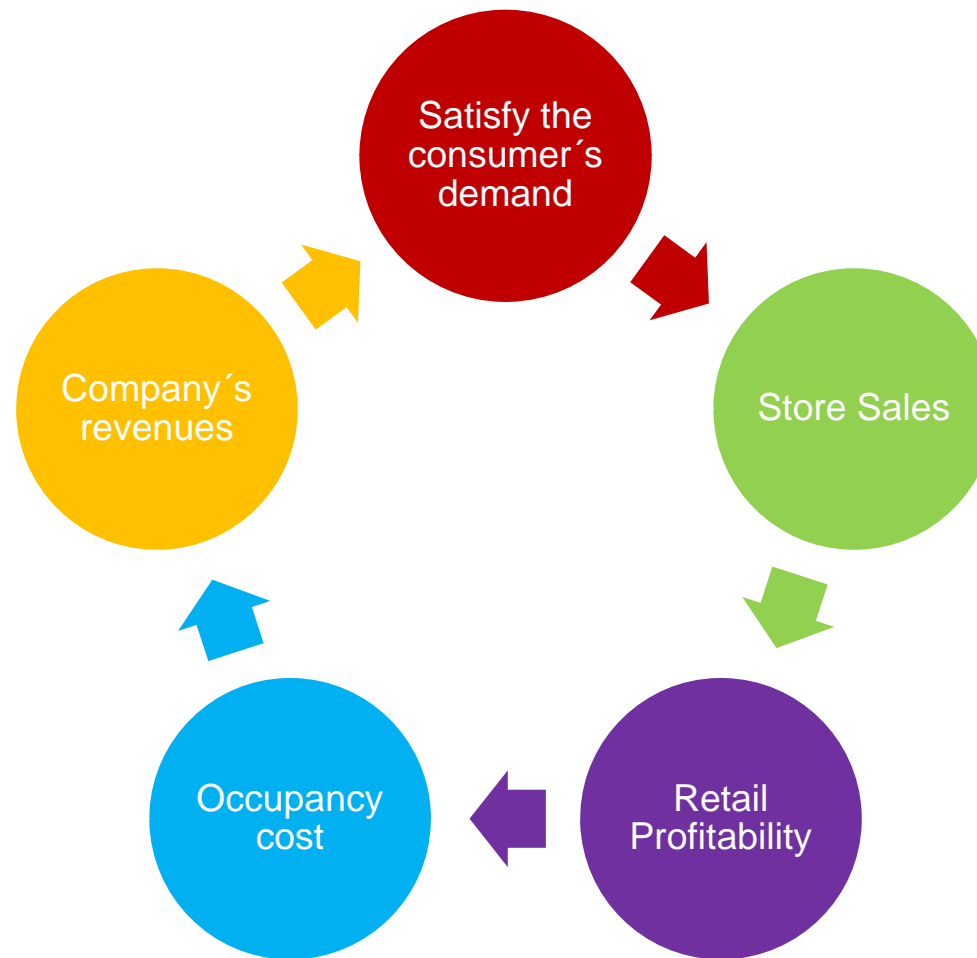 Satisfy the
consumer´s
demand
Store Sales
Retail
Profitability
Occupancy
cost
Company´s
revenues